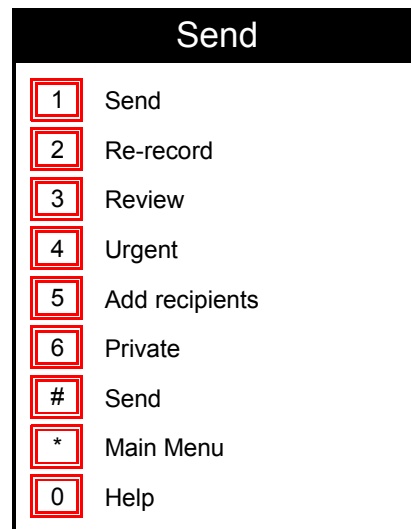 Send
1 Send
2 Re-record
3 Review
4 Urgent
5 Add recipients
6 Private
# Send
* Main Menu
0 Help